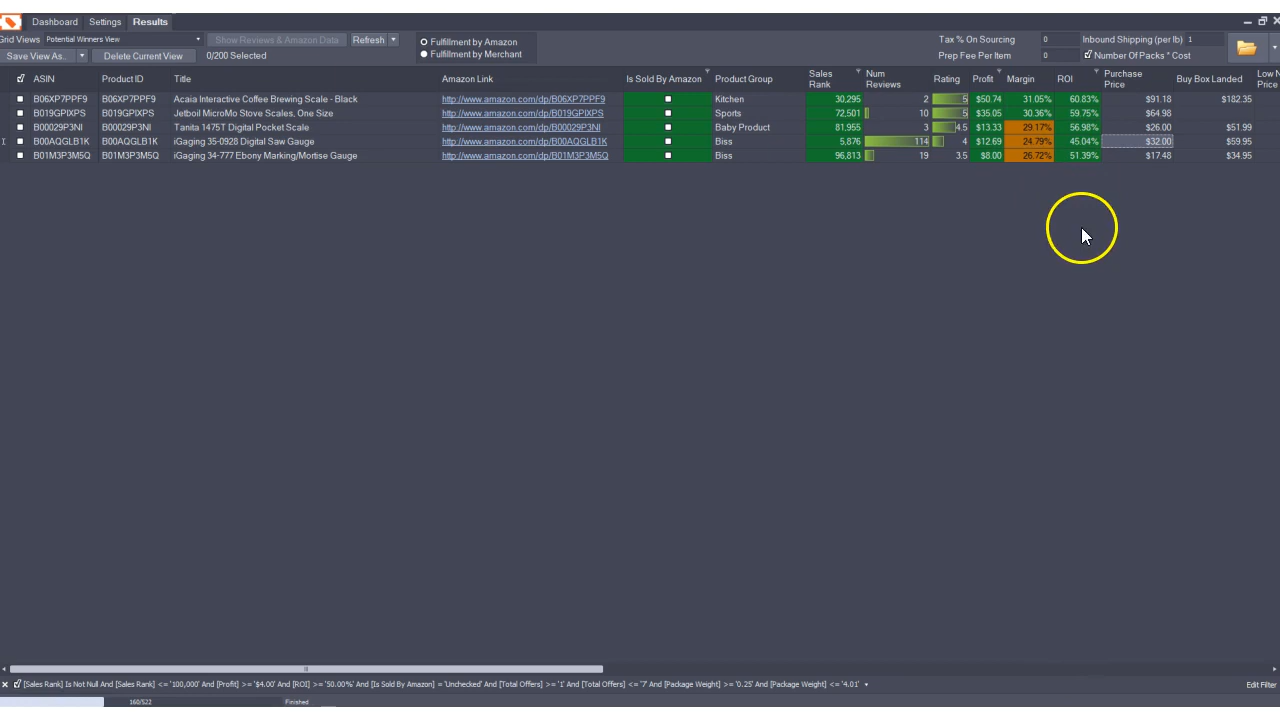 Dashboard Settings Results
Grid Views Potential Winners View Show Reviews & Amazon Data Refresh Fulfillment by Amazon Tax % On Sourcing 0 Inbound Shipping (per lb) 1
Save View As. Delete Current View 0/200 Selected Fulfillment by Merchant Prep Fee Per Item 0 Number Of Packs * Cost
ASIN Product ID Title Amazon Link Is Sold By Amazon Product Group Sales Rank Num Reviews Rating Profit Margin ROI Purchase Price Buy Box Landed Low N Price
B06XP7PPF9 B06XP7PPF9 Acaia Interactive Coffee Brewing Scale - Black http://www.amazon.com/dp/B06XP7PPF9 Kitchen 30,295 2 5 $50.74 31.05% 60.83% $91.18 $182.35
B019GPIXPS B019GPIXPS Jetboil MicroMo Stove Scales, One Size http://www.amazon.com/dp/B019GPIXPS Sports 72,501 10 5 $35.05 30.36% 59.75% $64.98
B00029P3NI B00029P3NI Tanita 1475T Digital Pocket Scale http://www.amazon.com/dp/B00029P3NI Baby Product 81,955 3 4.5 $13.33 29.17% 56.98% $26.00 $51.99
B00AQGLB1K B00AQGLB1K iGaging 35-0928 Digital Saw Gauge http://www.amazon.com/dp/B00AQGLB1K Biss 5,876 114 4 $12.69 24.79% 45.04% $32.00 $59.95
B01M3P3M5Q B01M3P3M5Q iGaging 34-777 Ebony Marking/Mortise Gauge http://www.amazon.com/dp/B01M3P3M5Q Biss 96,813 19 3.5 $8.00 26.72% 51.39% $17.48 $34.95
[Sales Rank] Is Not Null And [Sales Rank] <= '100,000' And [Profit] >= '$4.00' And [ROI] >= '50.00%' And [Is Sold By Amazon] = 'Unchecked' And [Total Offers] >= '1' And [Total Offers] <= '7' And [Package Weight] >= '0.25' And [Package Weight] <= '4.01' Edit Filter
160/522 Finished